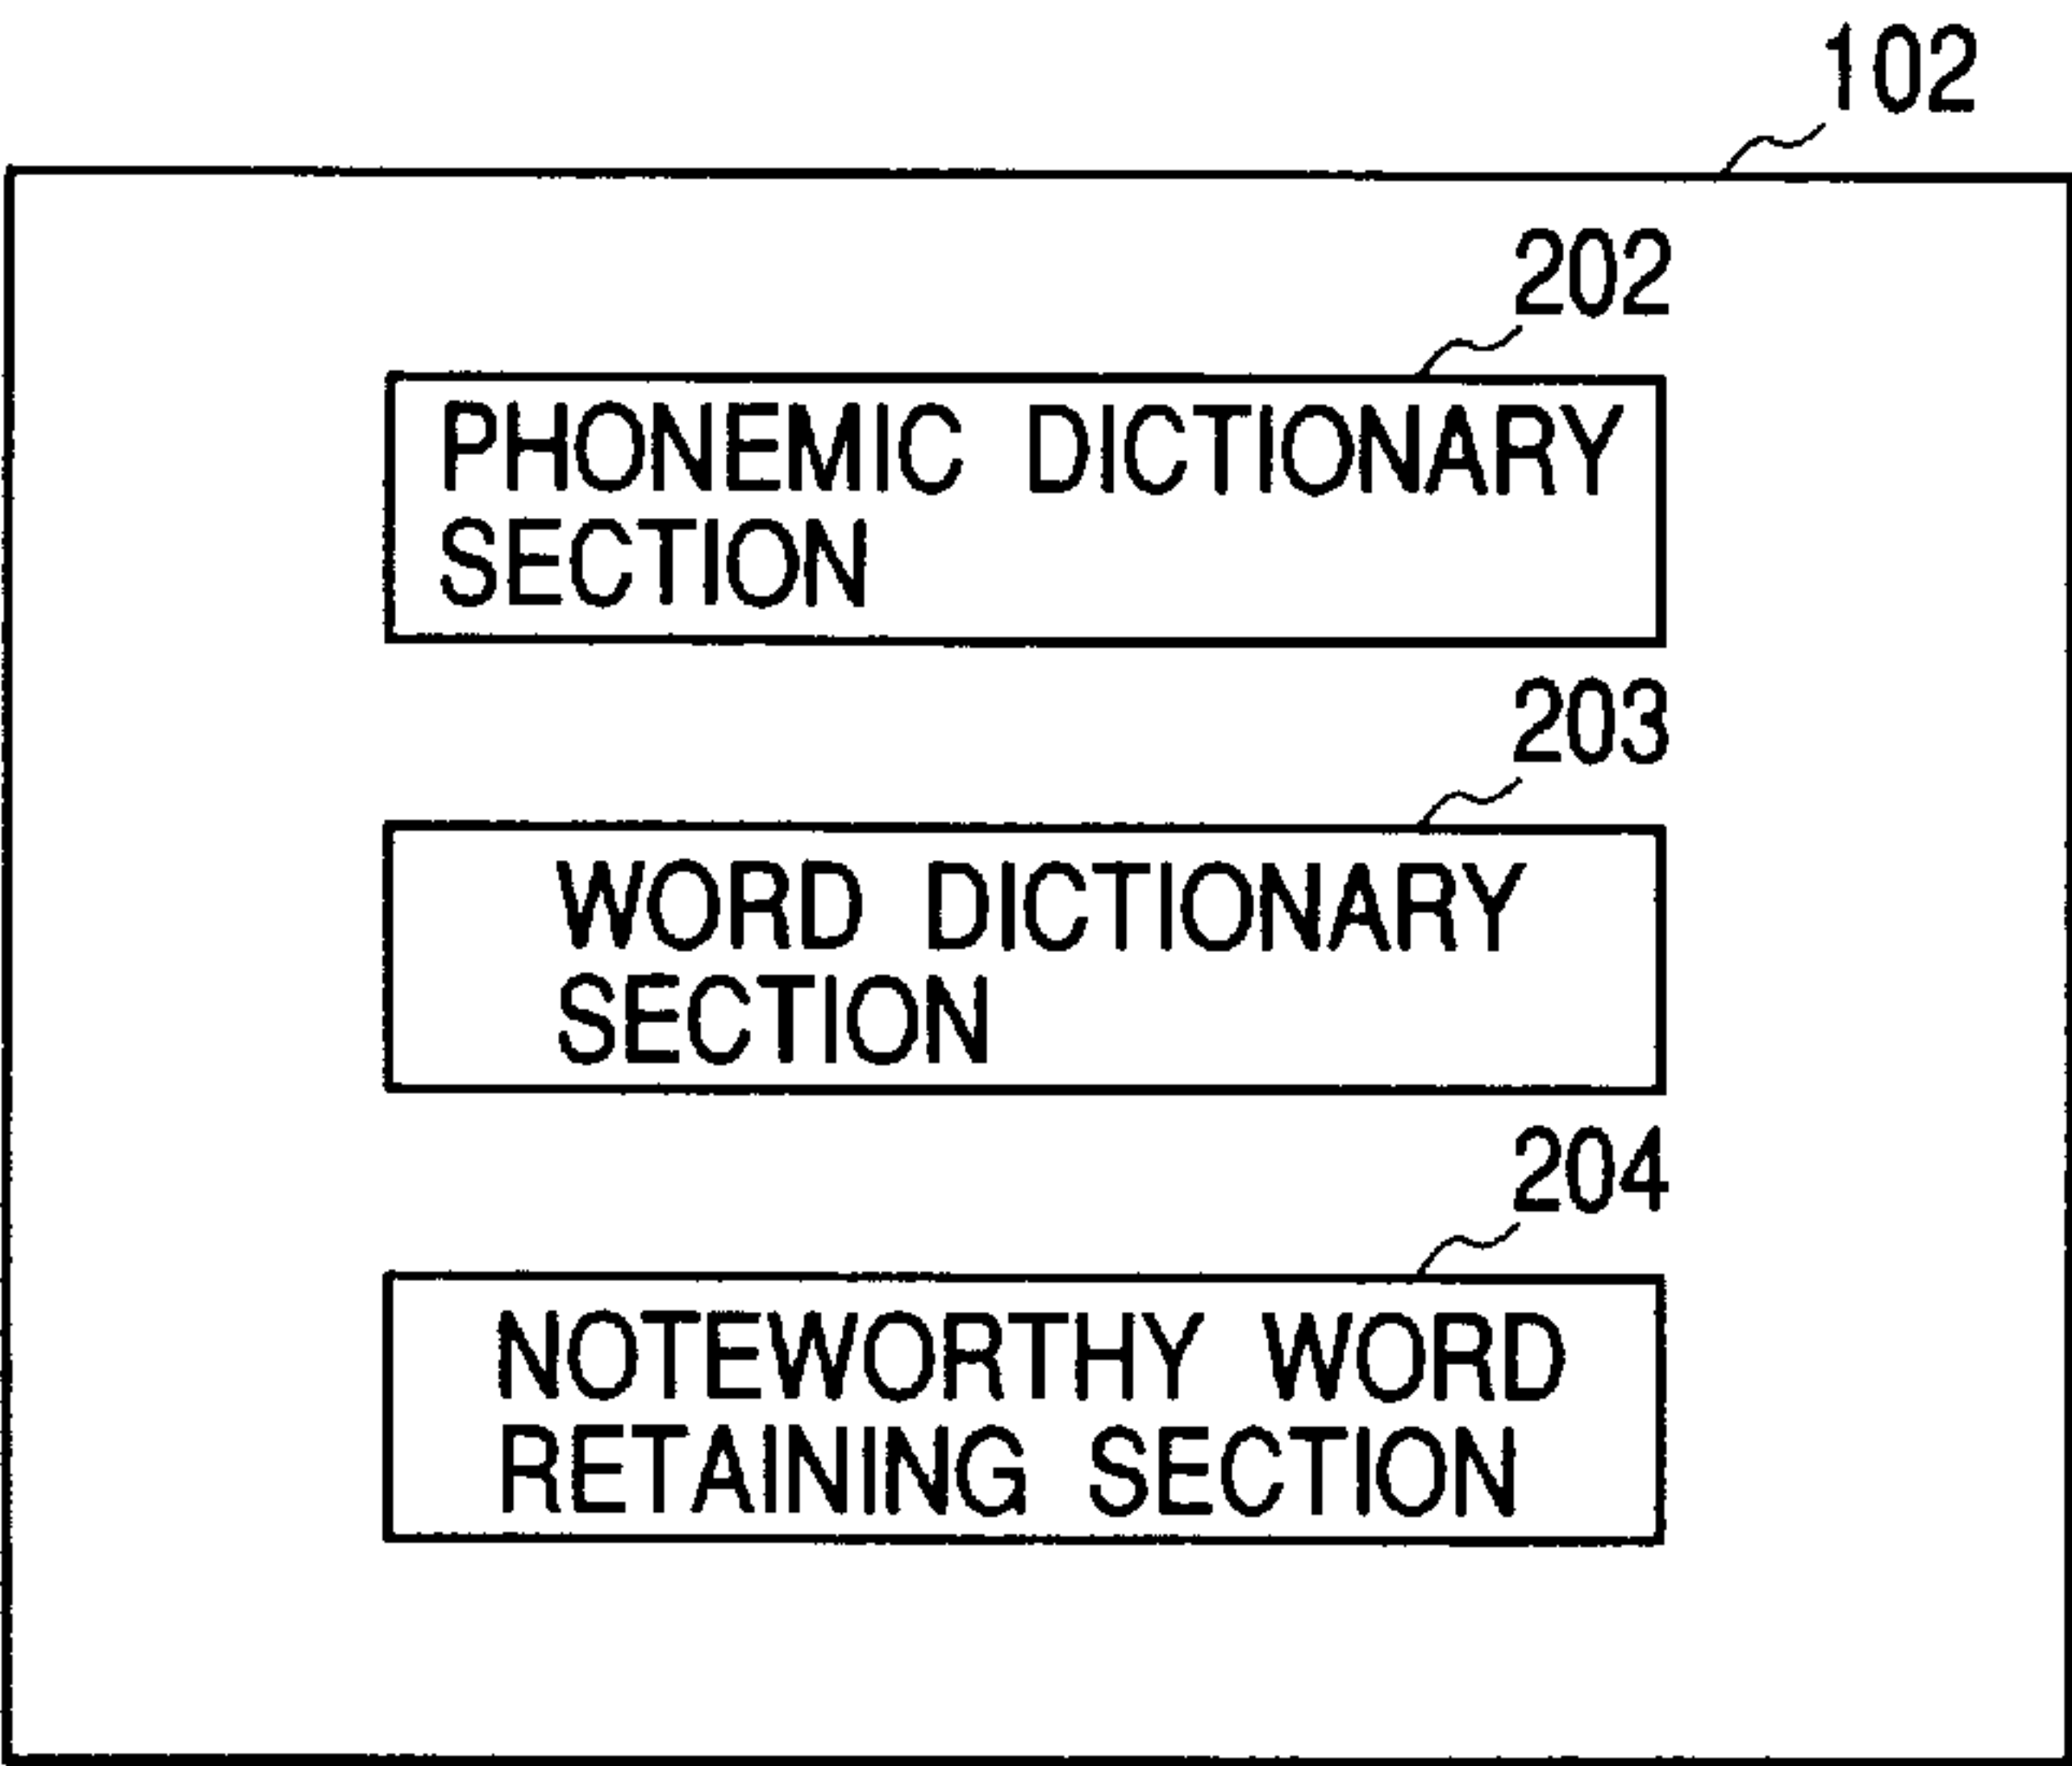 102
202
PHONEMIC DICTIONARY
SECTION
203
WORD DICTIONARY
SECTION
204
NOTEWORTHY WORD
RETAINING SECTION